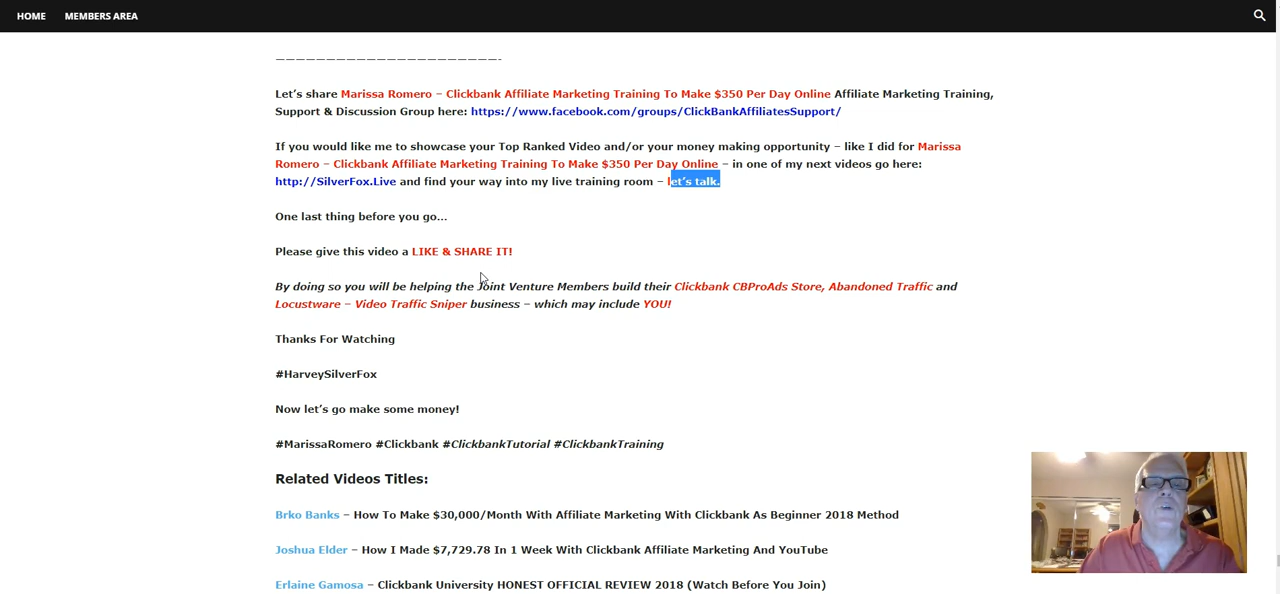 HOME MEMBERS AREA
———————————————————————-
Let’s share Marissa Romero – Clickbank Affiliate Marketing Training To Make $350 Per Day Online Affiliate Marketing Training,
Support & Discussion Group here: https://www.facebook.com/groups/ClickBankAffiliatesSupport/
If you would like me to showcase your Top Ranked Video and/or your money making opportunity – like I did for Marissa
Romero – Clickbank Affiliate Marketing Training To Make $350 Per Day Online – in one of my next videos go here:
http://SilverFox.Live and find your way into my live training room – let’s talk.
One last thing before you go...
Please give this video a LIKE & SHARE IT!
By doing so you will be helping the Joint Venture Members build their Clickbank CBProAds Store, Abandoned Traffic and
Locustware – Video Traffic Sniper business – which may include YOU!
Thanks For Watching
#HarveySilverFox
Now let’s go make some money!
#MarissaRomero #Clickbank #ClickbankTutorial #ClickbankTraining
Related Videos Titles:
Brko Banks – How To Make $30,000/Month With Affiliate Marketing With Clickbank As Beginner 2018 Method
Joshua Elder – How I Made $7,729.78 In 1 Week With Clickbank Affiliate Marketing And YouTube
Erlaine Gamosa – Clickbank University HONEST OFFICIAL REVIEW 2018 (Watch Before You Join)